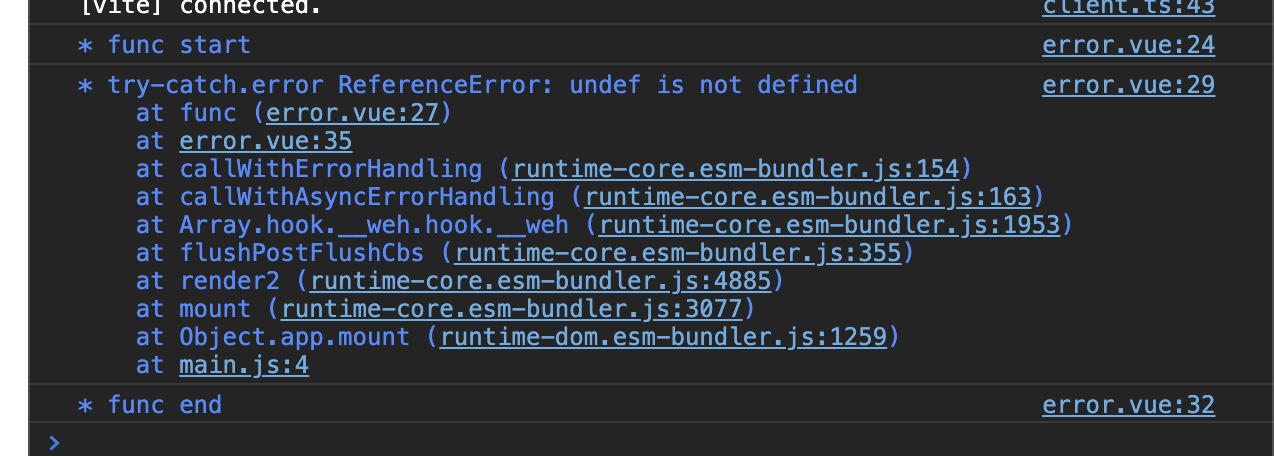 [vite] connected. client.ts:43
* func start error.vue:24
* try-catch.error ReferenceError: undef is not defined error.vue:29
at func (error.vue:27)
at error.vue:35
at callWithErrorHandling (runtime-core.esm-bundler.js:154)
at callWithAsyncErrorHandling (runtime-core.esm-bundler.js:163)
at Array.hook.__weh.hook.__weh (runtime-core.esm-bundler.js:1953)
at flushPostFlushCbs (runtime-core.esm-bundler.js:355)
at render2 (runtime-core.esm-bundler.js:4885)
at mount (runtime-core.esm-bundler.js:3077)
at Object.app.mount (runtime-dom.esm-bundler.js:1259)
at main.js:4
* func end error.vue:32
>